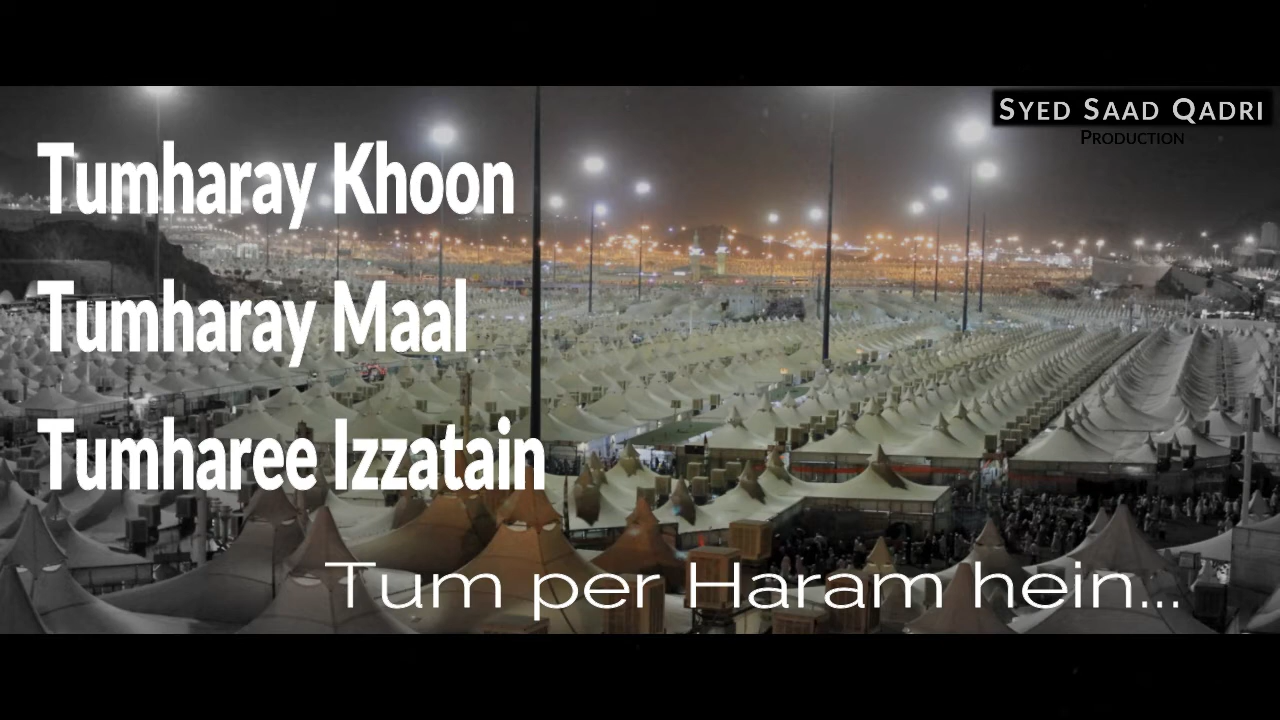 SYED SAAD QADRI
PRODUCTION
Tumharay Khoon
Tumharay Maal
Tumharee Izzatain
Tum per Haram hein...